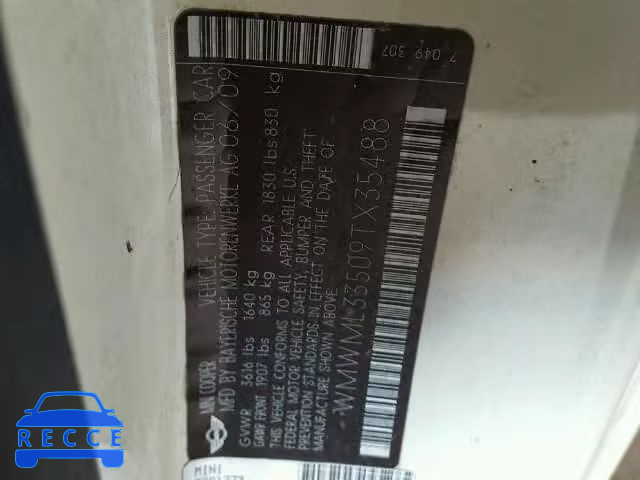 7 049 307
MINI COOPER VEHICLE TYPE: PASSENGER CAR
MFD BY BAYERISCHE MOTORENWERKE AG 06/09
GVWR 3616 lbs 1640 kg
GAWR FRONT 1907 lbs 865 kg REAR 1830 lbs 830 kg
THIS VEHICLE CONFORMS TO ALL APPLICABLE U.S.
FEDERAL MOTOR VEHICLE SAFETY, BUMPER AND THEFT
PREVENTION STANDARDS IN EFFECT ON THE DATE OF
MANUFACTURE SHOWN ABOVE.
WMWML33509TX35488
MINI
RECCE